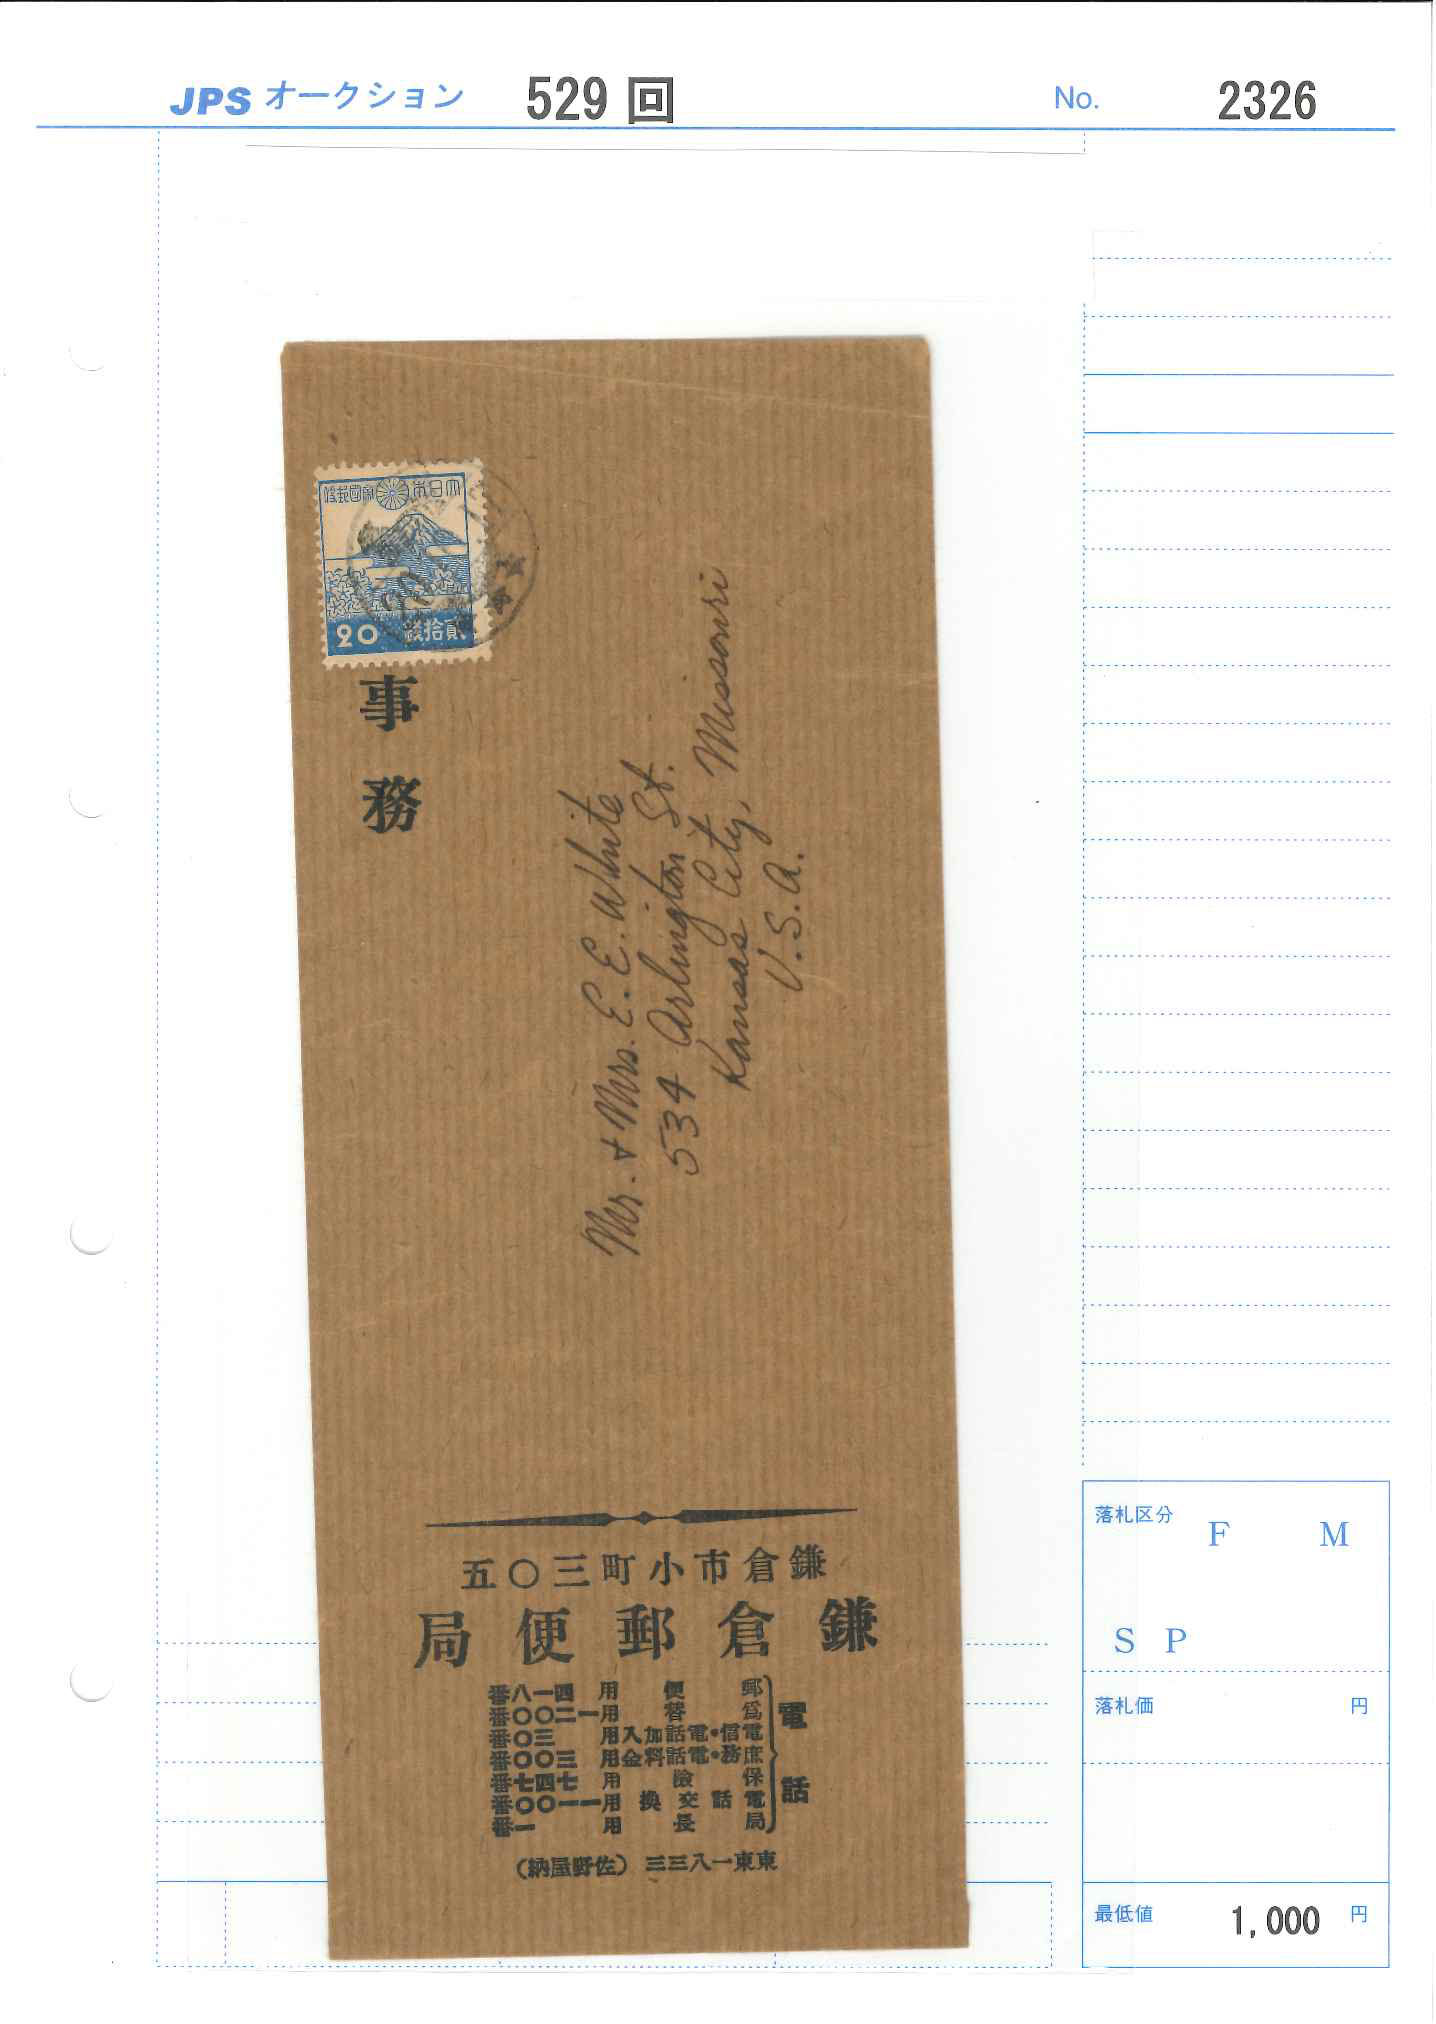 JPS オークション 529 回 No. 2326
大日本帝国郵便
20 貳拾錢
事務
Mr. & Mrs. E. E. White
534 Arlington St.
Kansas City, Missouri
U.S.A.
五〇三町小市倉鎌
局便郵倉鎌
電話
番八一四 用便郵
番〇〇二一用替爲
番〇三 用入加話電・信電
番〇〇三 用金料話電・務庶
番七四七 用險保
番〇〇一一用換交話電
番一 用長局
(納屋野佐) 三三八一東東
落札区分 F M
S P
落札価 円
最低値 1,000 円